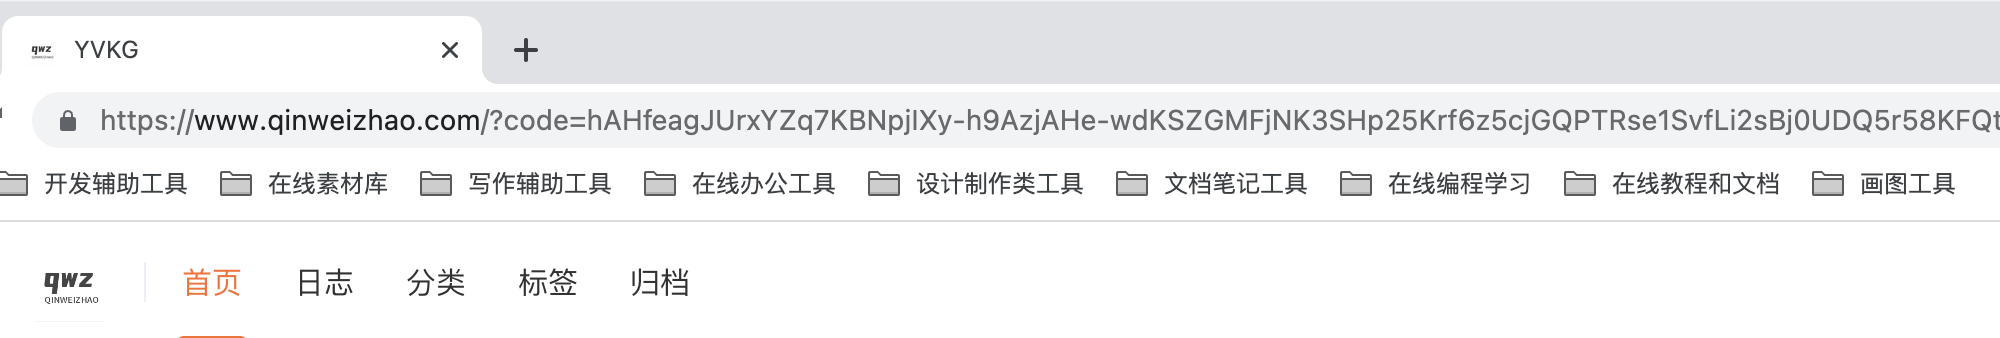 qwz YVKG
https://www.qinweizhao.com/?code=hAHfeagJUrxYZq7KBNpjIXy-h9AzjAHe-wdKSZGMFjNK3SHp25Krf6z5cjGQPTRse1SvfLi2sBj0UDQ5r58KFQt
开发辅助工具 在线素材库 写作辅助工具 在线办公工具 设计制作类工具 文档笔记工具 在线编程学习 在线教程和文档 画图工具
qwz 首页 日志 分类 标签 归档
QINWEIZHAO